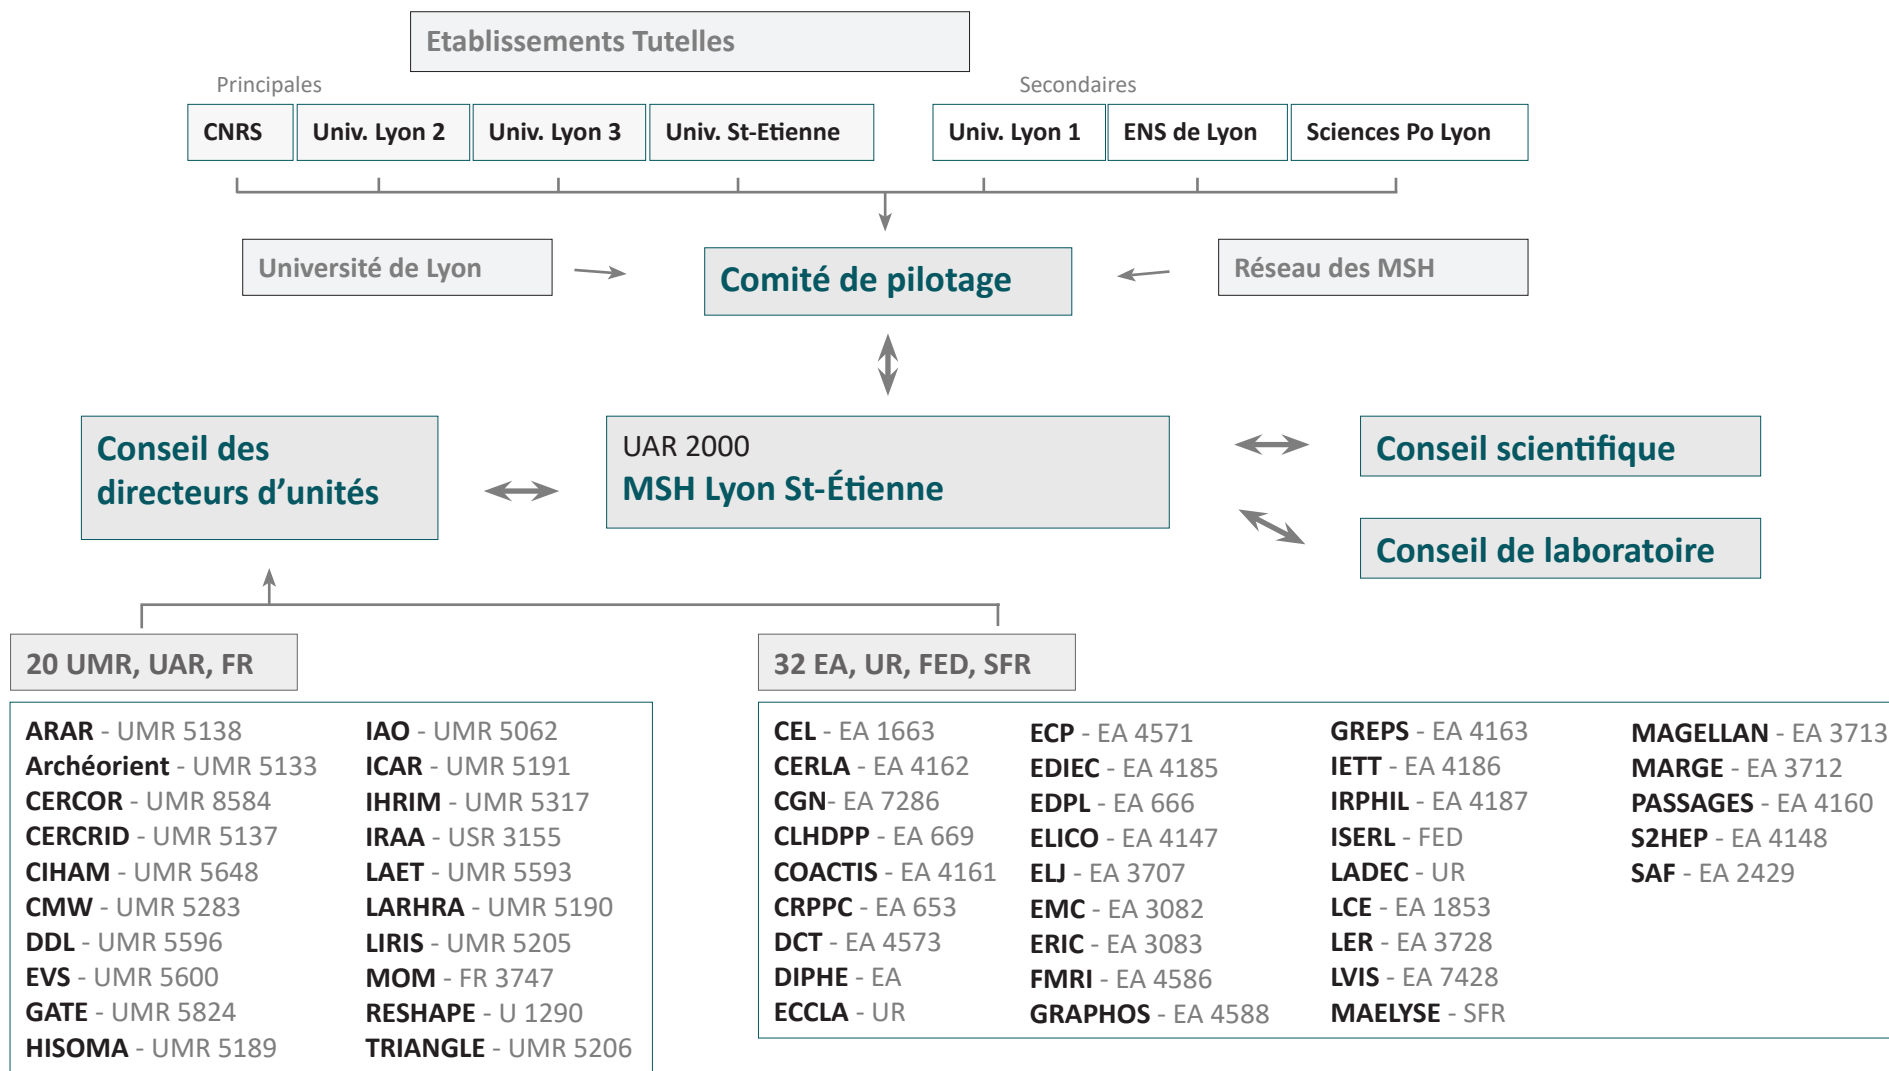 Etablissements Tutelles
Principales
Secondaires
CNRS
Univ. Lyon 2
Univ. Lyon 3
Univ. St-Etienne
Univ. Lyon 1
ENS de Lyon
Sciences Po Lyon
Université de Lyon
Comité de pilotage
Réseau des MSH
Conseil des
directeurs d'unités
UAR 2000
MSH Lyon St-Étienne
Conseil scientifique
Conseil de laboratoire
20 UMR, UAR, FR
ARAR - UMR 5138
Archéorient - UMR 5133
CERCOR - UMR 8584
CERCRID - UMR 5137
CIHAM - UMR 5648
CMW - UMR 5283
DDL - UMR 5596
EVS - UMR 5600
GATE - UMR 5824
HISOMA - UMR 5189
IAO - UMR 5062
ICAR - UMR 5191
IHRIM - UMR 5317
IRAA - USR 3155
LAET - UMR 5593
LARHRA - UMR 5190
LIRIS - UMR 5205
MOM - FR 3747
RESHAPE - U 1290
TRIANGLE - UMR 5206
32 EA, UR, FED, SFR
CEL - EA 1663
CERLA - EA 4162
CGN- EA 7286
CLHDPP - EA 669
COACTIS - EA 4161
CRPPC - EA 653
DCT - EA 4573
DIPHE - EA
ECCLA - UR
ECP - EA 4571
EDIEC - EA 4185
EDPL - EA 666
ELICO - EA 4147
ELJ - EA 3707
EMC - EA 3082
ERIC - EA 3083
FMRI - EA 4586
GRAPHOS - EA 4588
GREPS - EA 4163
IETT - EA 4186
IRPHIL - EA 4187
ISERL - FED
LADEC - UR
LCE - EA 1853
LER - EA 3728
LVIS - EA 7428
MAELYSE - SFR
MAGELLAN - EA 3713
MARGE - EA 3712
PASSAGES - EA 4160
S2HEP - EA 4148
SAF - EA 2429